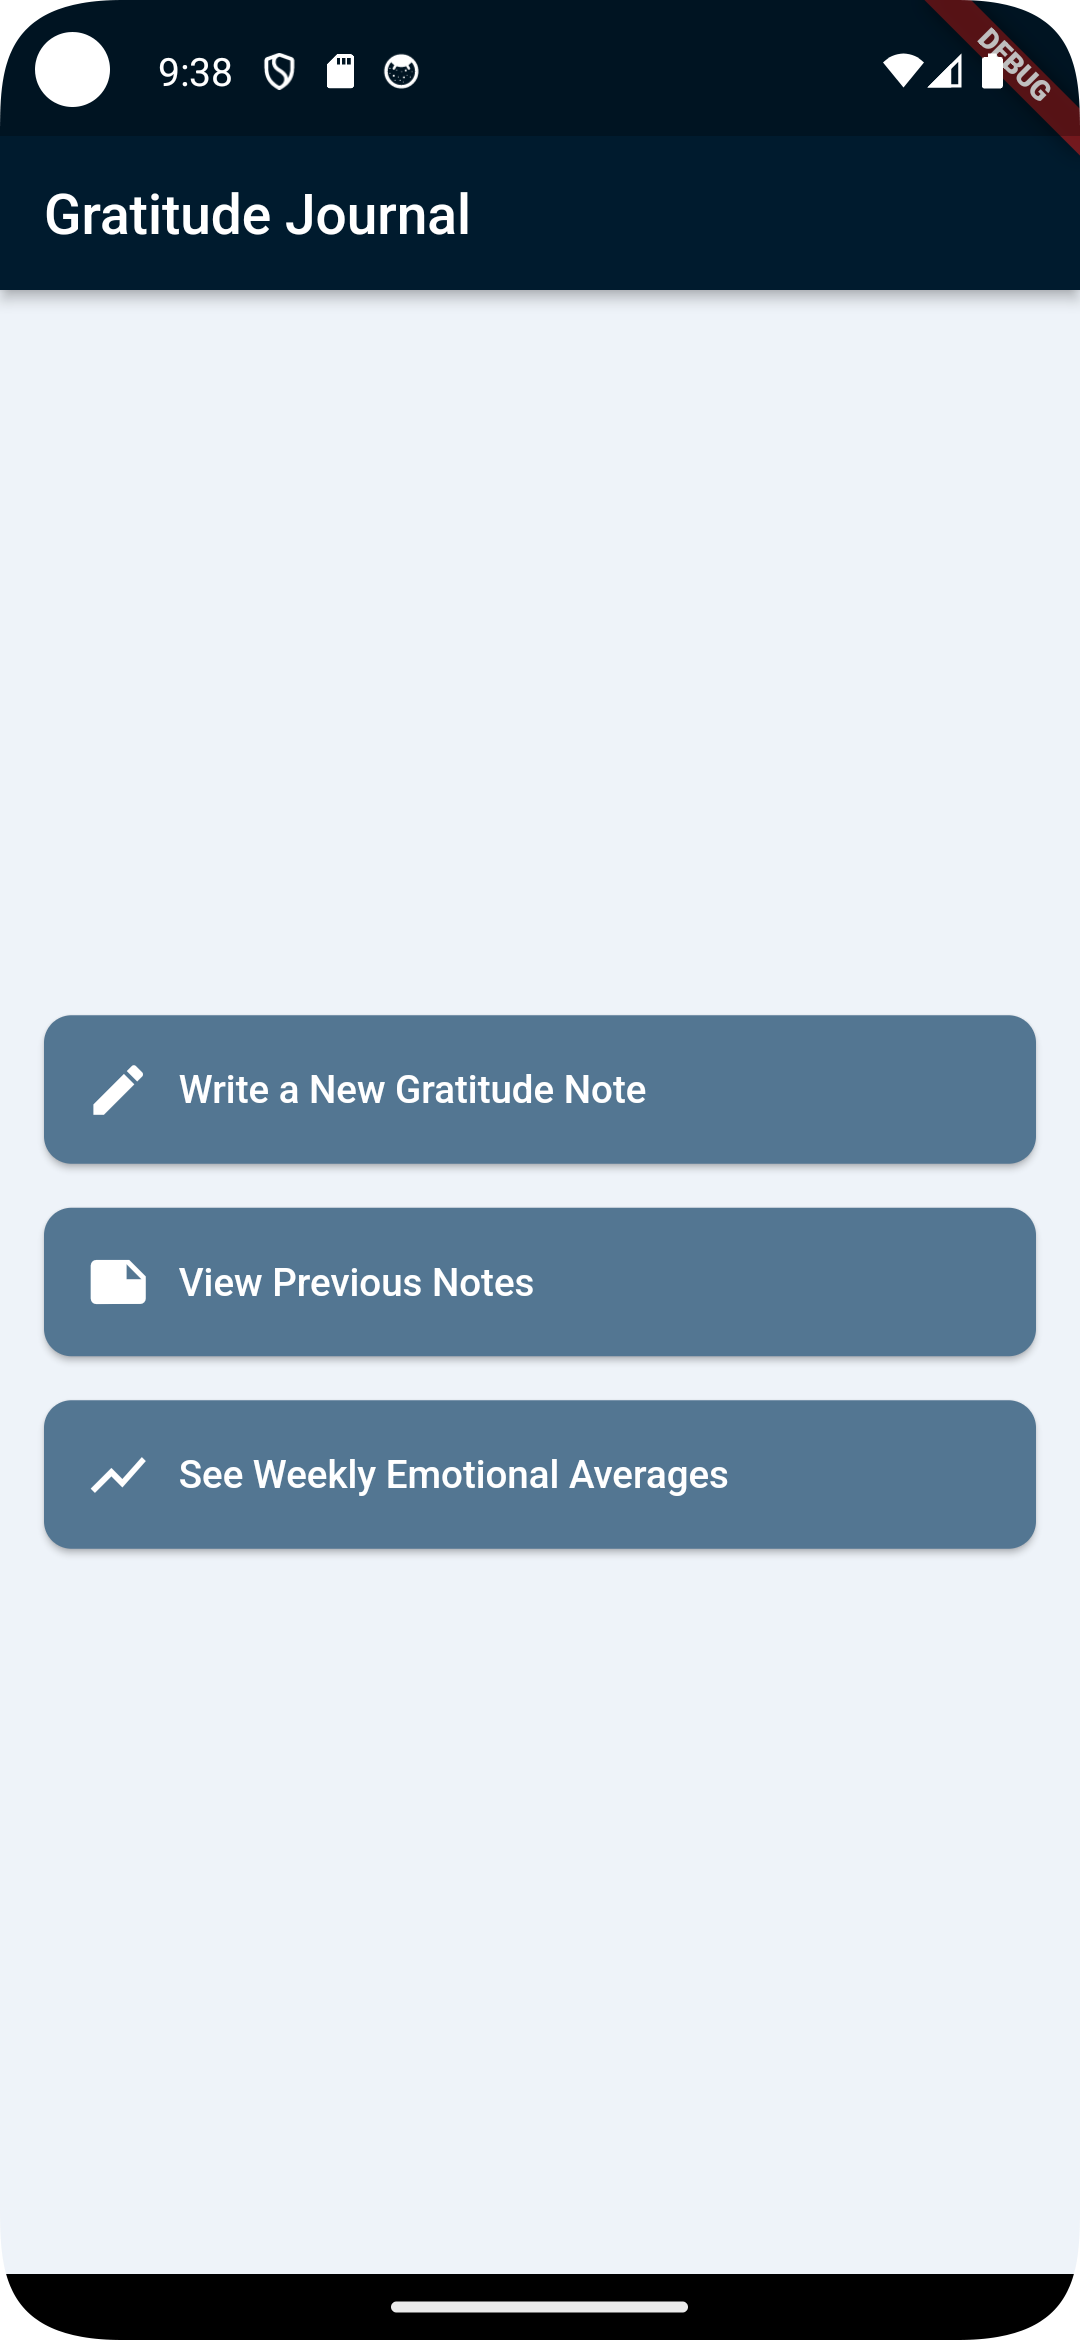 9:38
DEBUG
Gratitude Journal
Write a New Gratitude Note
View Previous Notes
See Weekly Emotional Averages